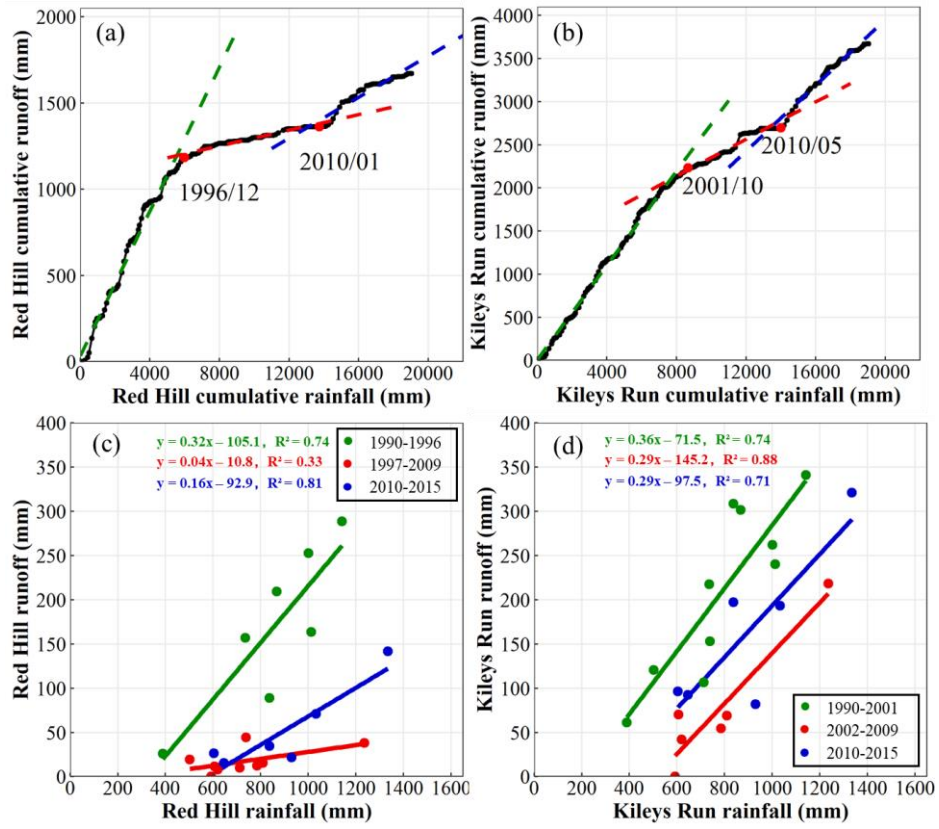 (a)
Red Hill cumulative runoff (mm)
2000
1500
1000
500
0
1996/12
2010/01
0 4000 8000 12000 16000 20000
Red Hill cumulative rainfall (mm)
(b)
Kileys Run cumulative runoff (mm)
4000
3500
3000
2500
2000
1500
1000
500
0
2001/10
2010/05
0 4000 8000 12000 16000 20000
Kileys Run cumulative rainfall (mm)
(c)
Red Hill runoff (mm)
400
350
300
250
200
150
100
50
0
y = 0.32x – 105.1, R² = 0.74
y = 0.04x – 10.8, R² = 0.33
y = 0.16x – 92.9, R² = 0.81
1990-1996
1997-2009
2010-2015
0 200 400 600 800 1000 1200 1400 1600
Red Hill rainfall (mm)
(d)
Kileys Run runoff (mm)
400
350
300
250
200
150
100
50
0
y = 0.36x – 71.5, R² = 0.74
y = 0.29x – 145.2, R² = 0.88
y = 0.29x – 97.5, R² = 0.71
1990-2001
2002-2009
2010-2015
0 200 400 600 800 1000 1200 1400 1600
Kileys Run rainfall (mm)